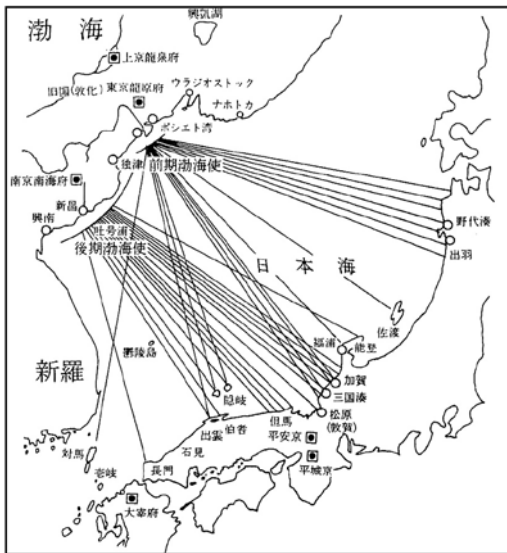 渤海
興凱湖
上京龍泉府
旧国(敦化)
東京龍原府
ウラジオストック
ナホトカ
ポシエト湾
後津
前期渤海使
南京南海府
新昌
吐号浦
興南
後期渤海使
野代湊
出羽
日本海
佐渡
鬱陵島
福浦
能登
新羅
加賀
隠岐
三国湊
松原
(敦賀)
但馬
伯耆
出雲
石見
平安京
平城京
対馬
壱岐
長門
大宰府